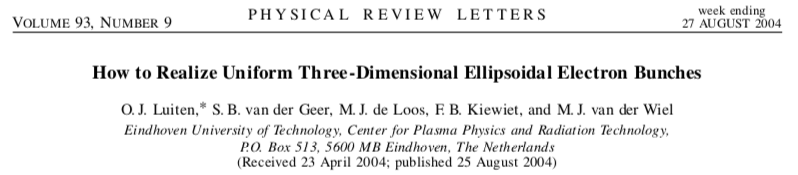 VOLUME 93, NUMBER 9
PHYSICAL REVIEW LETTERS
week ending
27 AUGUST 2004
How to Realize Uniform Three-Dimensional Ellipsoidal Electron Bunches
O. J. Luiten,* S. B. van der Geer, M. J. de Loos, F. B. Kiewiet, and M. J. van der Wiel
Eindhoven University of Technology, Center for Plasma Physics and Radiation Technology,
P.O. Box 513, 5600 MB Eindhoven, The Netherlands
(Received 23 April 2004; published 25 August 2004)